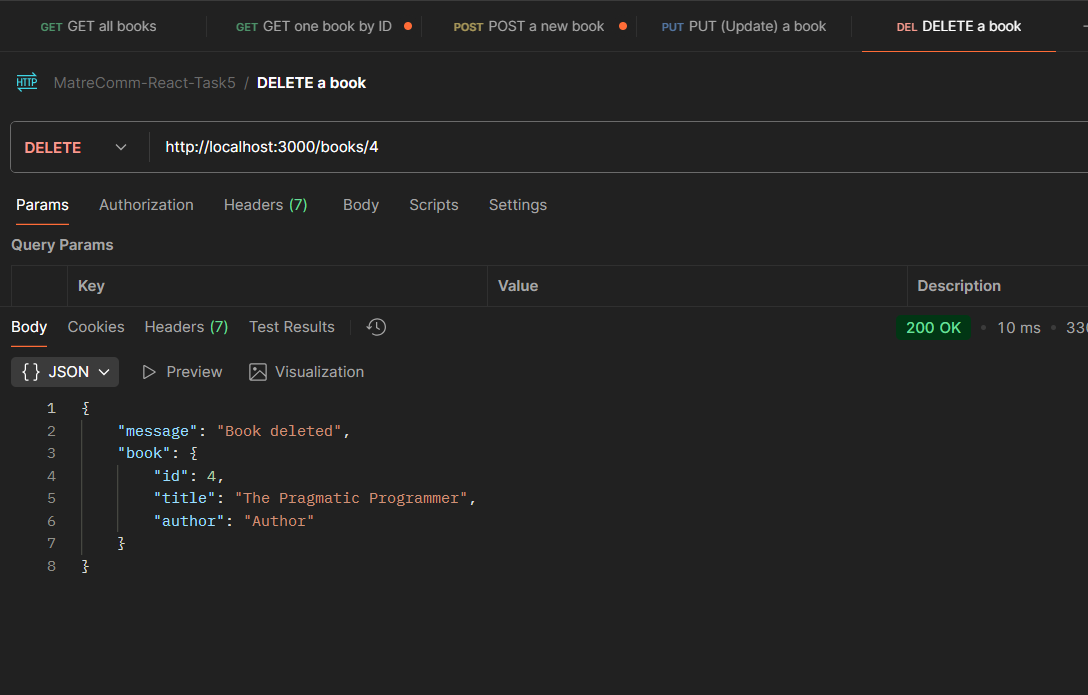 GET GET all books GET GET one book by ID POST POST a new book PUT PUT (Update) a book DEL DELETE a book
HTTP MatreComm-React-Task5 / DELETE a book
DELETE http://localhost:3000/books/4
Params Authorization Headers (7) Body Scripts Settings
Query Params
Key Value Description
Body Cookies Headers (7) Test Results 200 OK 10 ms
{} JSON Preview Visualization
1 {
2 "message": "Book deleted",
3 "book": {
4 "id": 4,
5 "title": "The Pragmatic Programmer",
6 "author": "Author"
7 }
8 }